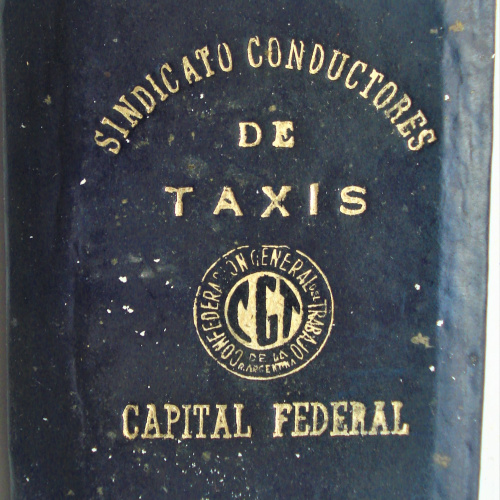 SINDICATO CONDUCTORES
DE
TAXIS
CONFEDERACION GENERAL DEL TRABAJO
CGT
DE LA
R. ARGENTINA
CAPITAL FEDERAL